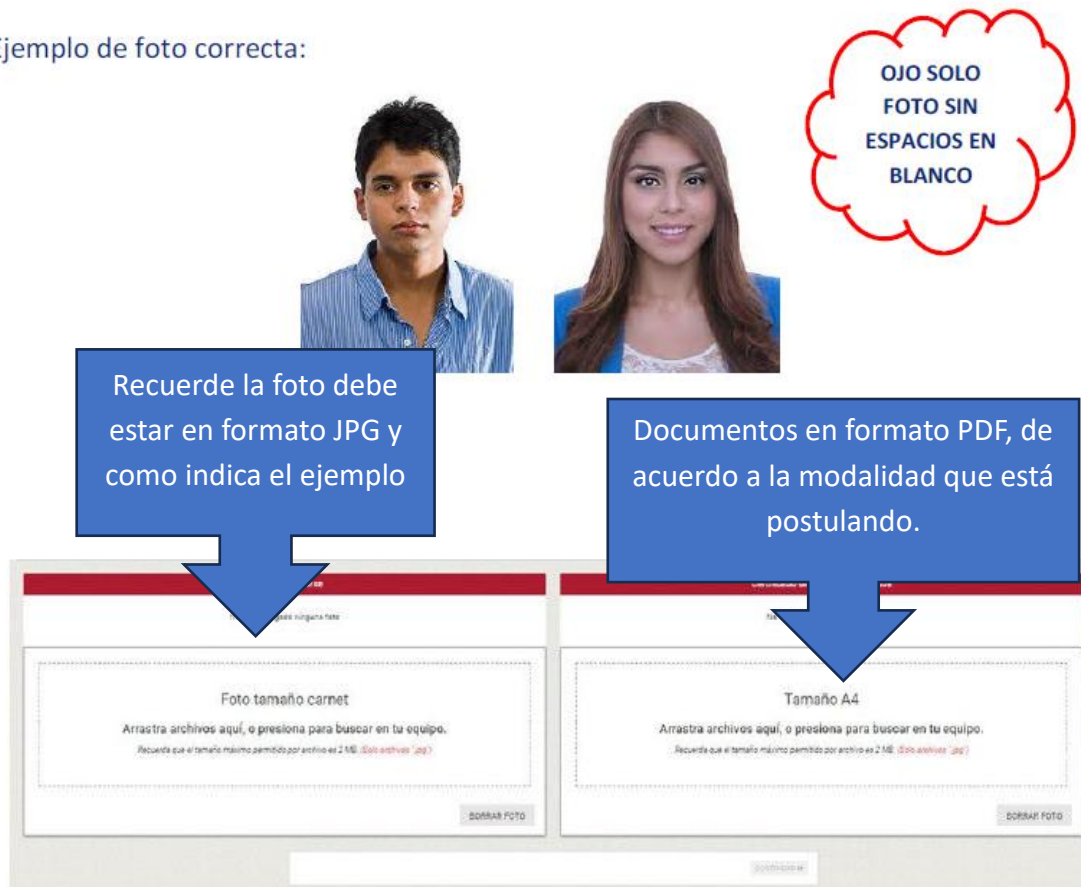 Ejemplo de foto correcta:
OJO SOLO
FOTO SIN
ESPACIOS EN
BLANCO
Recuerde la foto debe
estar en formato JPG y
como indica el ejemplo
Documentos en formato PDF, de
acuerdo a la modalidad que está
postulando.
ninguna foto
Foto tamaño carnet
Arrastra archivos aquí, o presiona para buscar en tu equipo.
Recuerda que el tamaño máximo permitido por archivo es 2 MB. (Solo archivos '.jpg')
BORRAR FOTO
Tamaño A4
Arrastra archivos aquí, o presiona para buscar en tu equipo.
Recuerda que el tamaño máximo permitido por archivo es 2 MB. (Solo archivos '.jpg')
BORRAR FOTO